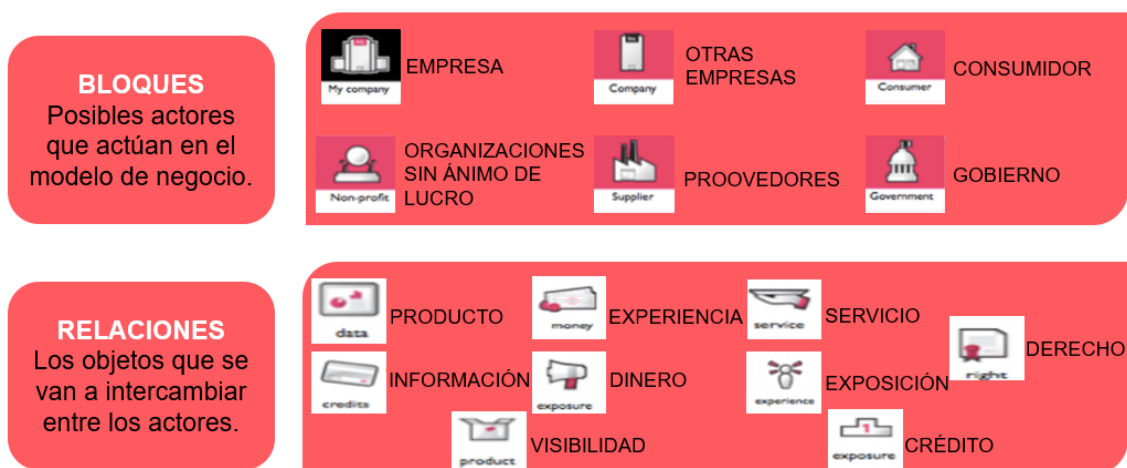 BLOQUES
Posibles actores
que actúan en el
modelo de negocio.
My company
EMPRESA
Company
OTRAS
EMPRESAS
Consumer
CONSUMIDOR
Non-profit
ORGANIZACIONES
SIN ÁNIMO DE
LUCRO
Supplier
PROOVEDORES
Government
GOBIERNO
RELACIONES
Los objetos que se
van a intercambiar
entre los actores.
data
PRODUCTO
money
EXPERIENCIA
service
SERVICIO
right
DERECHO
credits
INFORMACIÓN
exposure
DINERO
experience
EXPOSICIÓN
product
VISIBILIDAD
1
exposure
CRÉDITO